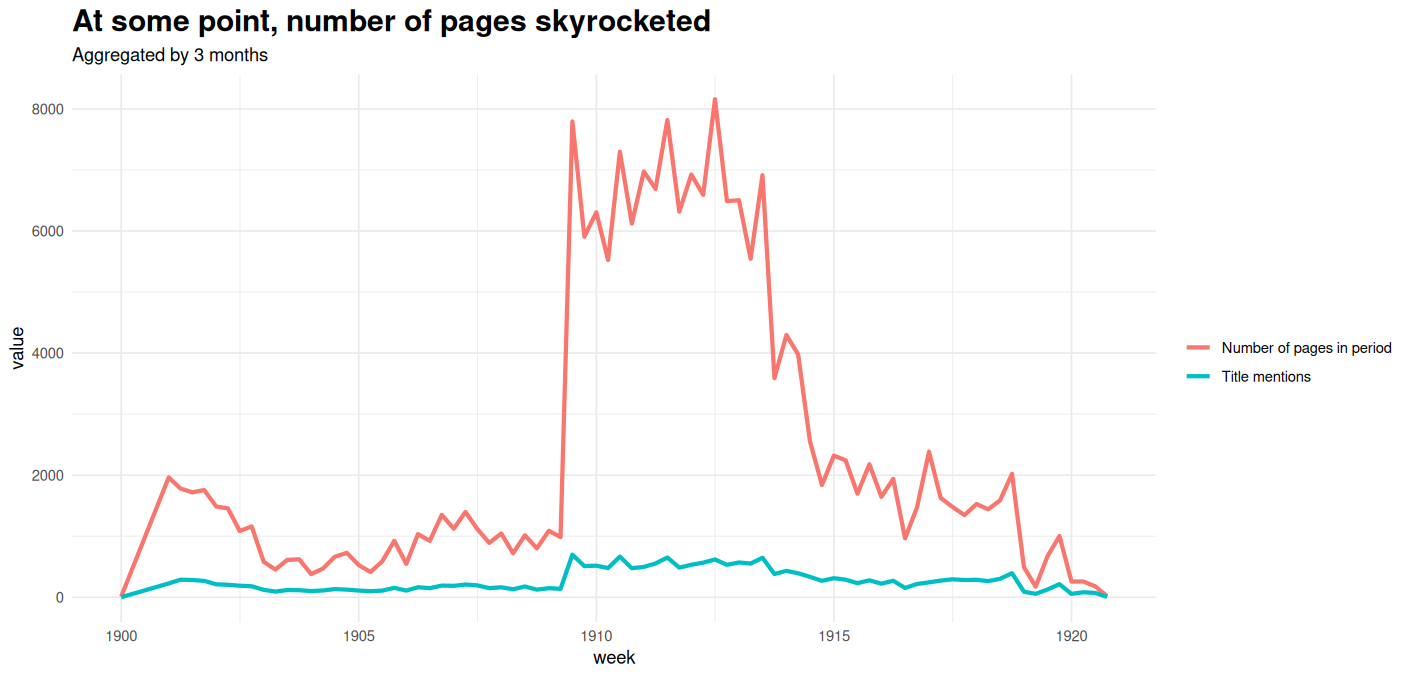 At some point, number of pages skyrocketed
Aggregated by 3 months
8000
6000
4000
2000
0
value
1900 1905 1910 1915 1920
week
Number of pages in period
Title mentions